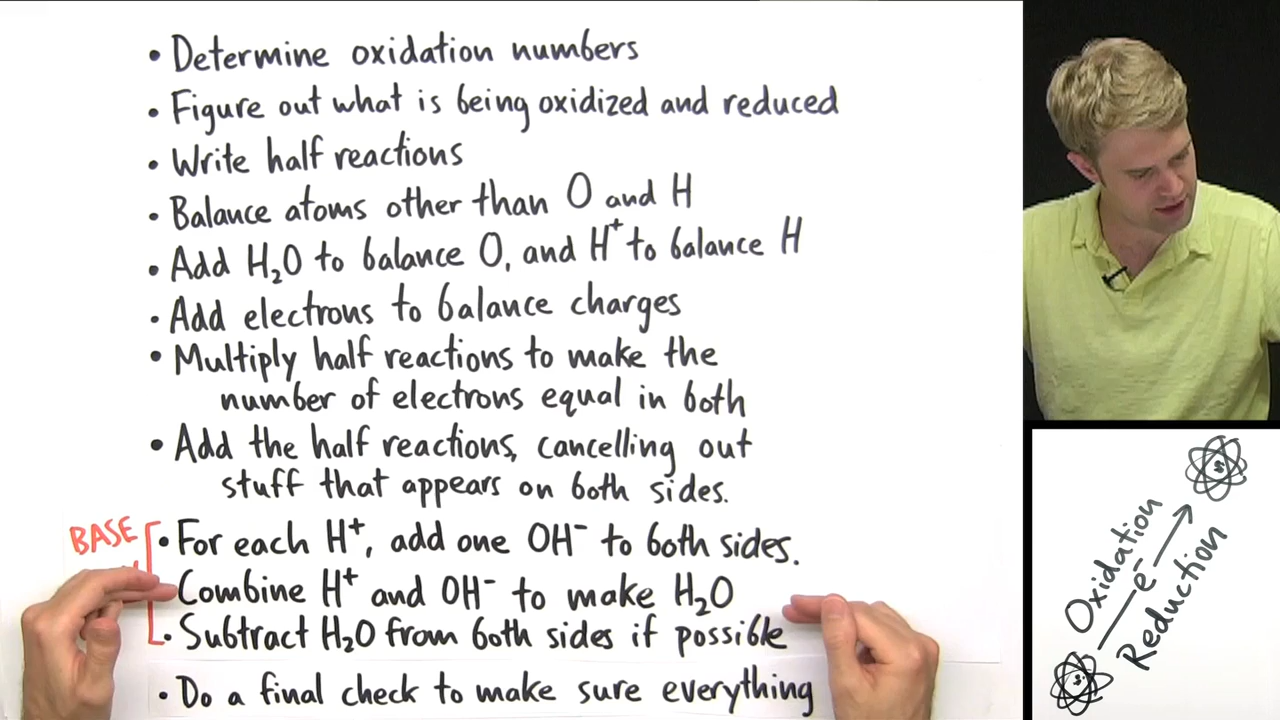 • Determine oxidation numbers
• Figure out what is being oxidized and reduced
• Write half reactions
• Balance atoms other than O and H
• Add H₂O to balance O, and H⁺ to balance H
• Add electrons to balance charges
• Multiply half reactions to make the
number of electrons equal in both
• Add the half reactions, cancelling out
stuff that appears on both sides.
BASE
• For each H⁺, add one OH⁻ to both sides.
Combine H⁺ and OH⁻ to make H₂O
• Subtract H₂O from both sides if possible
• Do a final check to make sure everything
Oxidation
e⁻
Reduction